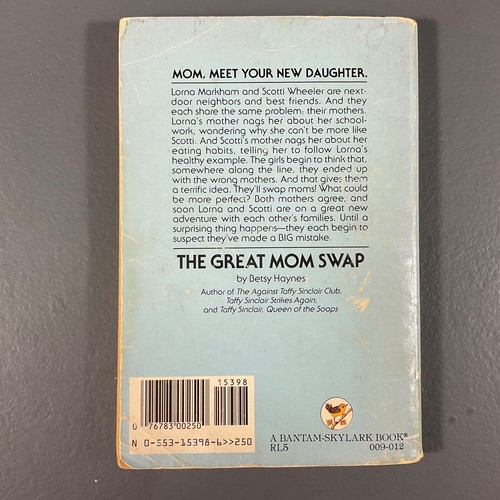 MOM, MEET YOUR NEW DAUGHTER.
Lorna Markham and Scotti Wheeler are next-
door neighbors and best friends. And they
each share the same problem: their mothers.
Lorna's mother nags her about her school-
work, wondering why she can't be more like
Scotti. And Scotti's mother nags her about her
eating habits, telling her to follow Lorna's
healthy example. The girls begin to think that,
somewhere along the line, they ended up
with the wrong mothers. And that gives them
a terrific idea. They'll swap moms! What could
be more perfect? Both mothers agree, and
soon Lorna and Scotti are on a great new
adventure with each other's families. Until a
surprising thing happens—they each begin to
suspect they've made a BIG mistake.
THE GREAT MOM SWAP
by Betsy Haynes
Author of The Against Taffy Sinclair Club,
Taffy Sinclair Strikes Again,
and Taffy Sinclair, Queen of the Soaps
15398
0 76783 00250
N 0-553-15398-6>>250
A BANTAM-SKYLARK BOOK®
RL5 009-012